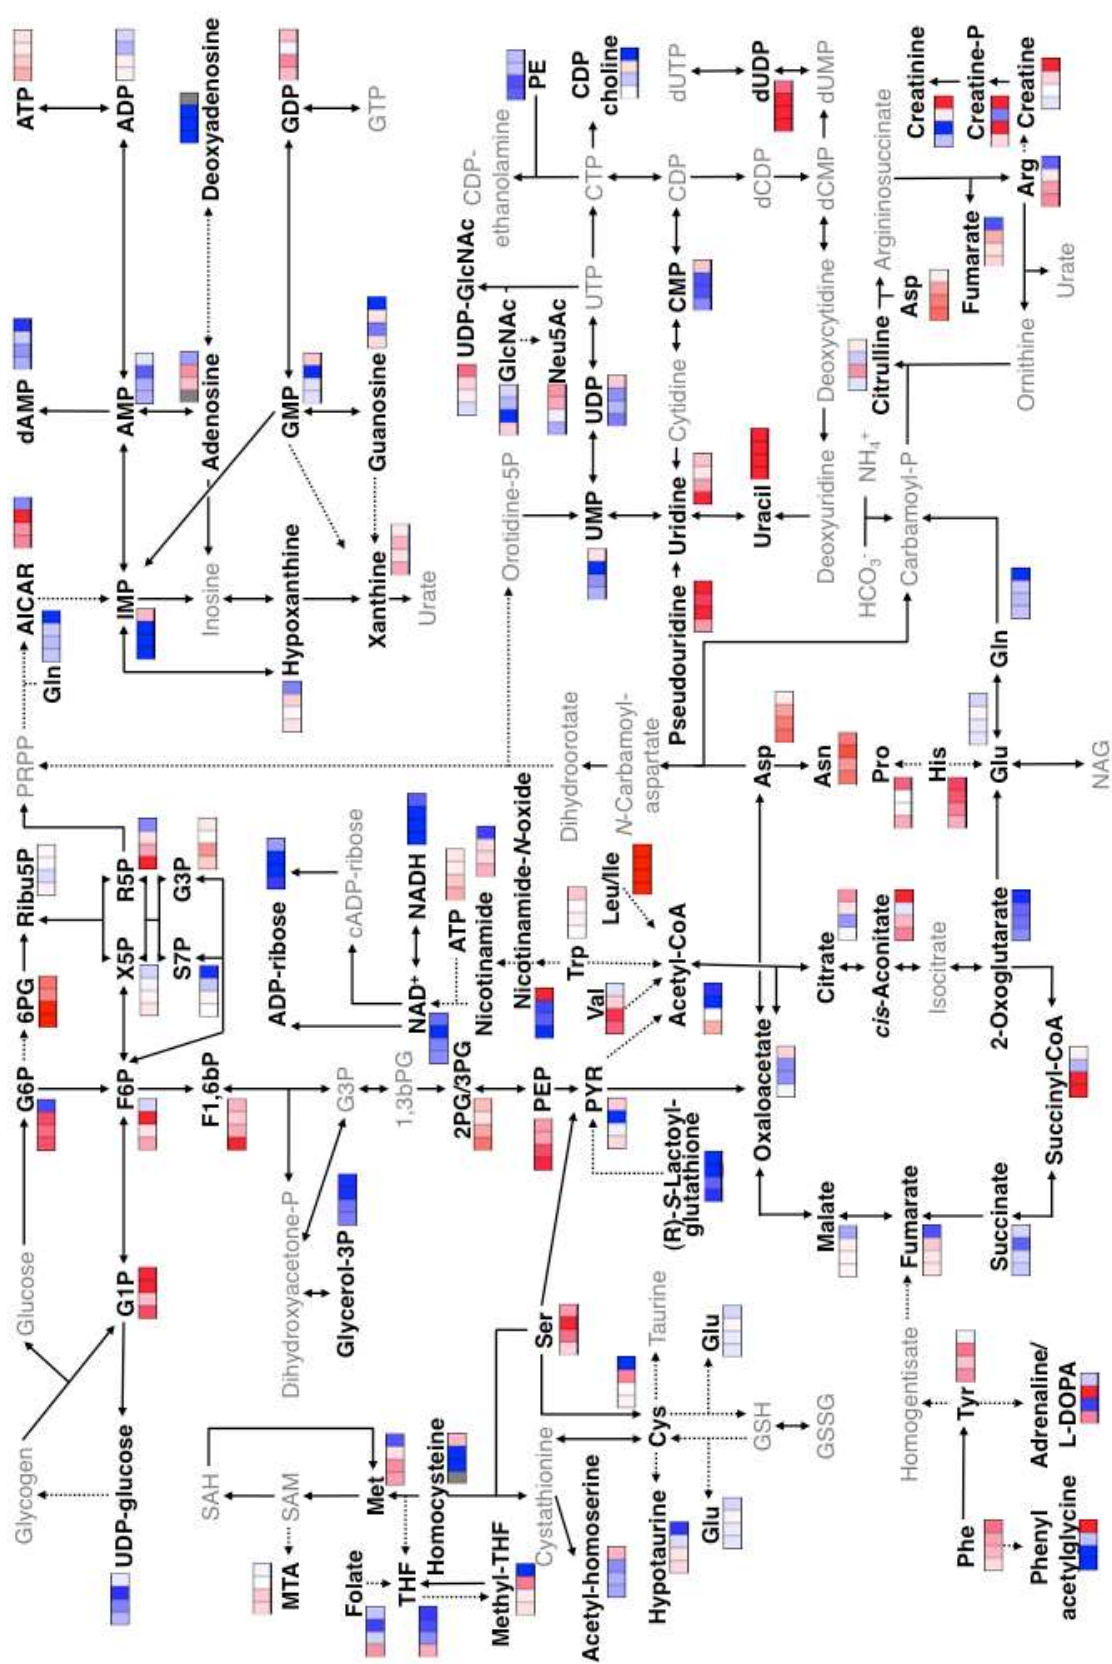 Glycogen
Glucose
G6P
6PG
Ribu5P
PRPP
AICAR
dAMP
ATP
Gln
UDP-glucose
G1P
F6P
X5P
R5P
IMP
AMP
ADP
S7P
G3P
SAH
F1,6bP
Inosine
Adenosine
Deoxyadenosine
MTA
SAM
Dihydroxyacetone-P
ADP-ribose
Hypoxanthine
GMP
GDP
Folate
Glycerol-3P
G3P
cADP-ribose
Met
Xanthine
Guanosine
GTP
THF
1,3bPG
NAD⁺
NADH
Homocysteine
Urate
2PG/3PG
ATP
Methyl-THF
Nicotinamide
UDP-GlcNAc
CDP-
ethanolamine
GlcNAc
Orotidine-5P
Nicotinamide-N-oxide
Cystathionine
Ser
PEP
Neu5Ac
PE
Acetyl-homoserine
PYR
Trp
Dihydroorotate
UMP
UDP
UTP
CTP
CDP
choline
Val
Leu/Ile
N-Carbamoyl-
aspartate
Hypotaurine
Cys
Taurine
(R)-S-Lactoyl-
glutathione
Acetyl-CoA
Pseudouridine
Uridine
Cytidine
CMP
CDP
dUTP
Glu
Glu
GSH
Oxaloacetate
Asp
Uracil
dCDP
dUDP
GSSG
Malate
Citrate
Asn
Deoxyuridine
Deoxycytidine
dCMP
dUMP
HCO₃⁻
NH₄⁺
cis-Aconitate
Pro
Citrulline
Argininosuccinate
Homogentisate
Fumarate
Carbamoyl-P
Asp
Creatinine
Isocitrate
His
Phe
Tyr
Succinate
2-Oxoglutarate
Glu
Gln
Fumarate
Creatine-P
Ornithine
Arg
Creatine
Phenyl
acetylglycine
Adrenaline/
L-DOPA
Succinyl-CoA
Urate
NAG